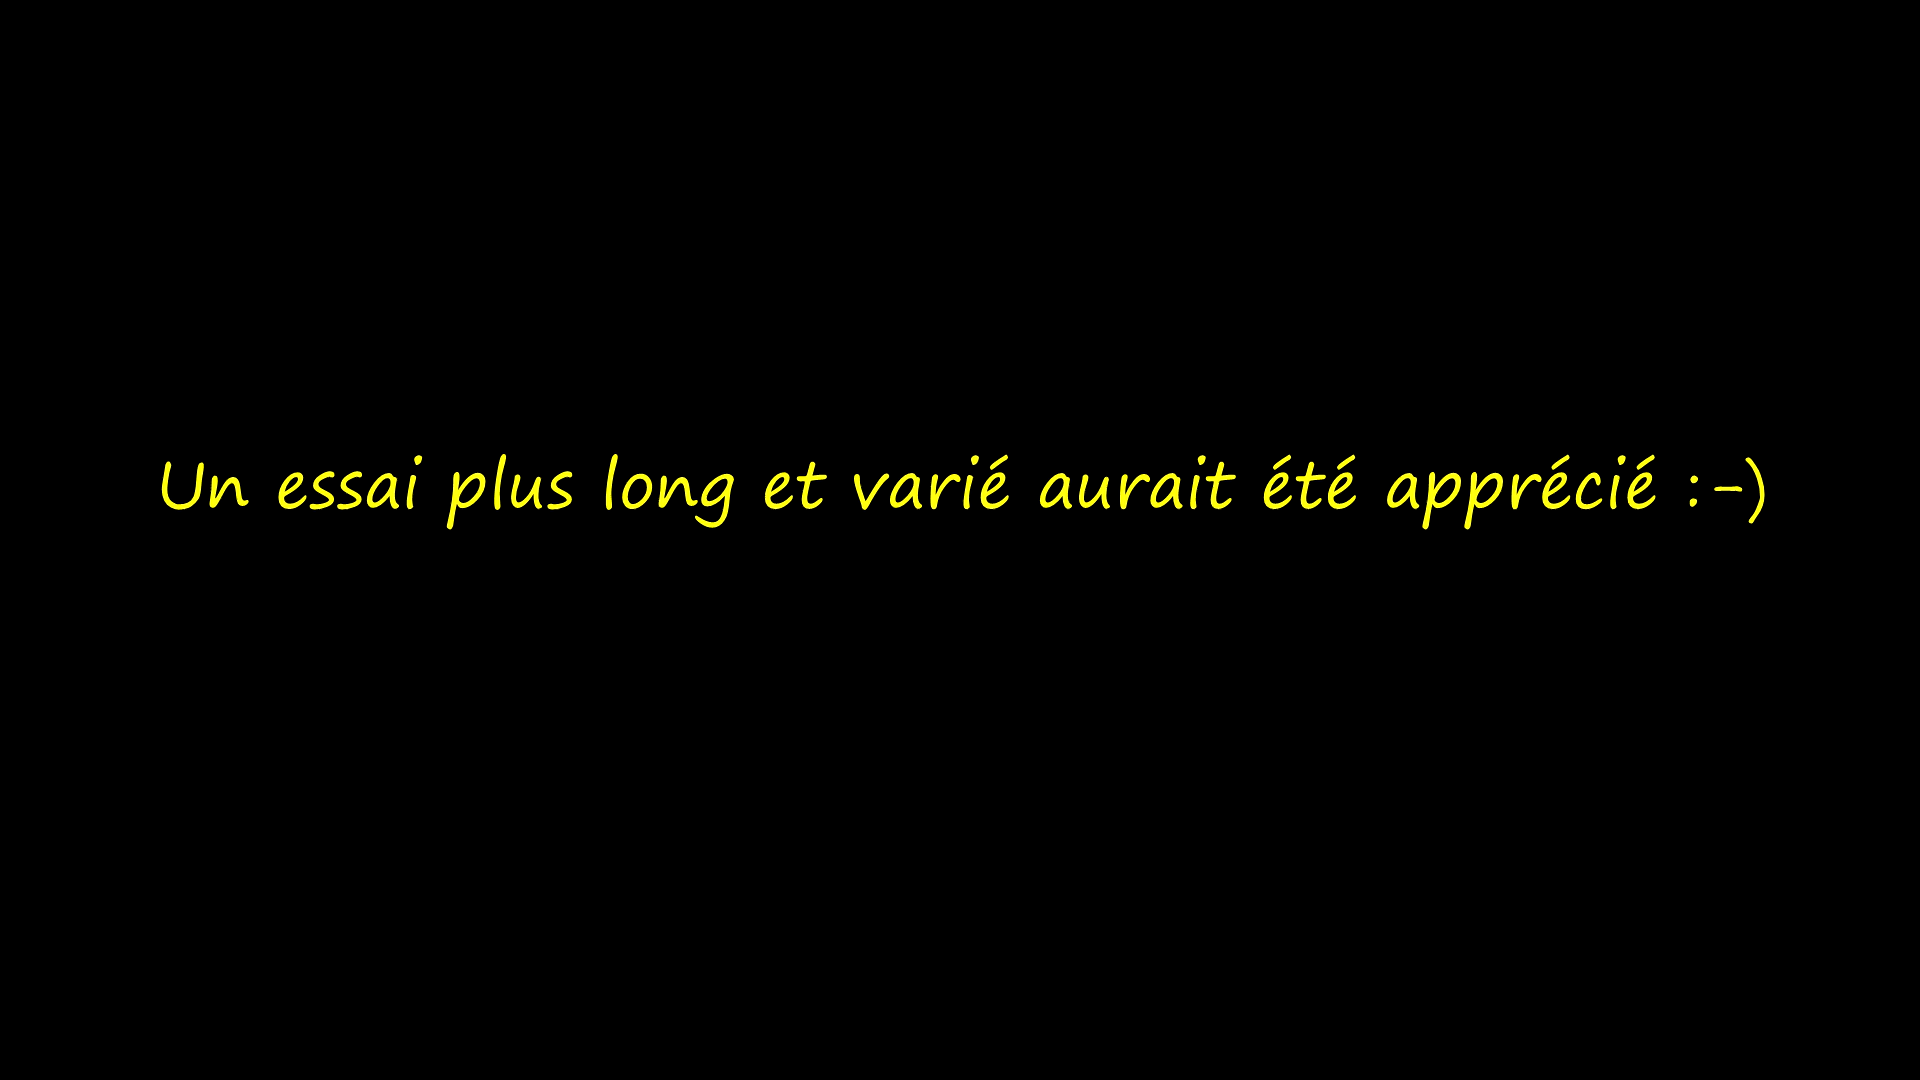 Un essai plus long et varié aurait été apprécié :-)